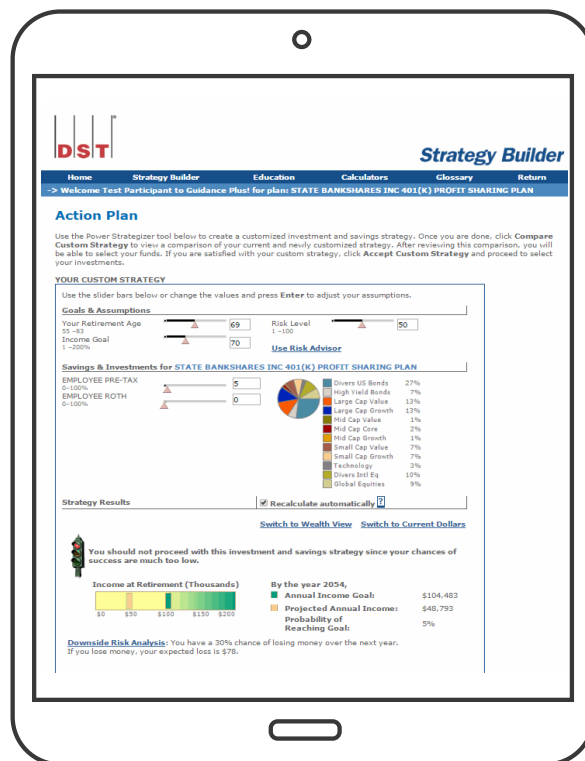 DST
Strategy Builder
Home Strategy Builder Education Calculators Glossary Return
-> Welcome Test Participant to Guidance Plus! for plan: STATE BANKSHARES INC 401(K) PROFIT SHARING PLAN
Action Plan
Use the Power Strategizer tool below to create a customized investment and savings strategy. Once you are done, click Compare
Custom Strategy to view a comparison of your current and newly customized strategy. After reviewing this comparison, you will
be able to select your funds. If you are satisfied with your custom strategy, click Accept Custom Strategy and proceed to select
your investments.
YOUR CUSTOM STRATEGY
Use the slider bars below or change the values and press Enter to adjust your assumptions.
Goals & Assumptions
Your Retirement Age 69 Risk Level 50
55 -83 1 -100
Income Goal 70
1 -200% Use Risk Advisor
Savings & Investments for STATE BANKSHARES INC 401(K) PROFIT SHARING PLAN
EMPLOYEE PRE-TAX 5
0-100%
EMPLOYEE ROTH 0
0-100%
Divers US Bonds 27%
High Yield Bonds 7%
Large Cap Value 13%
Large Cap Growth 13%
Mid Cap Value 1%
Mid Cap Core 2%
Mid Cap Growth 1%
Small Cap Value 7%
Small Cap Growth 7%
Technology 3%
Divers Intl Eq 10%
Global Equities 9%
Strategy Results Recalculate automatically ?
Switch to Wealth View Switch to Current Dollars
You should not proceed with this investment and savings strategy since your chances of
success are much too low.
Income at Retirement (Thousands)
$0 $50 $100 $150 $200
By the year 2054,
Annual Income Goal: $104,483
Projected Annual Income: $48,793
Probability of
Reaching Goal: 5%
Downside Risk Analysis: You have a 30% chance of losing money over the next year.
If you lose money, your expected loss is $78.